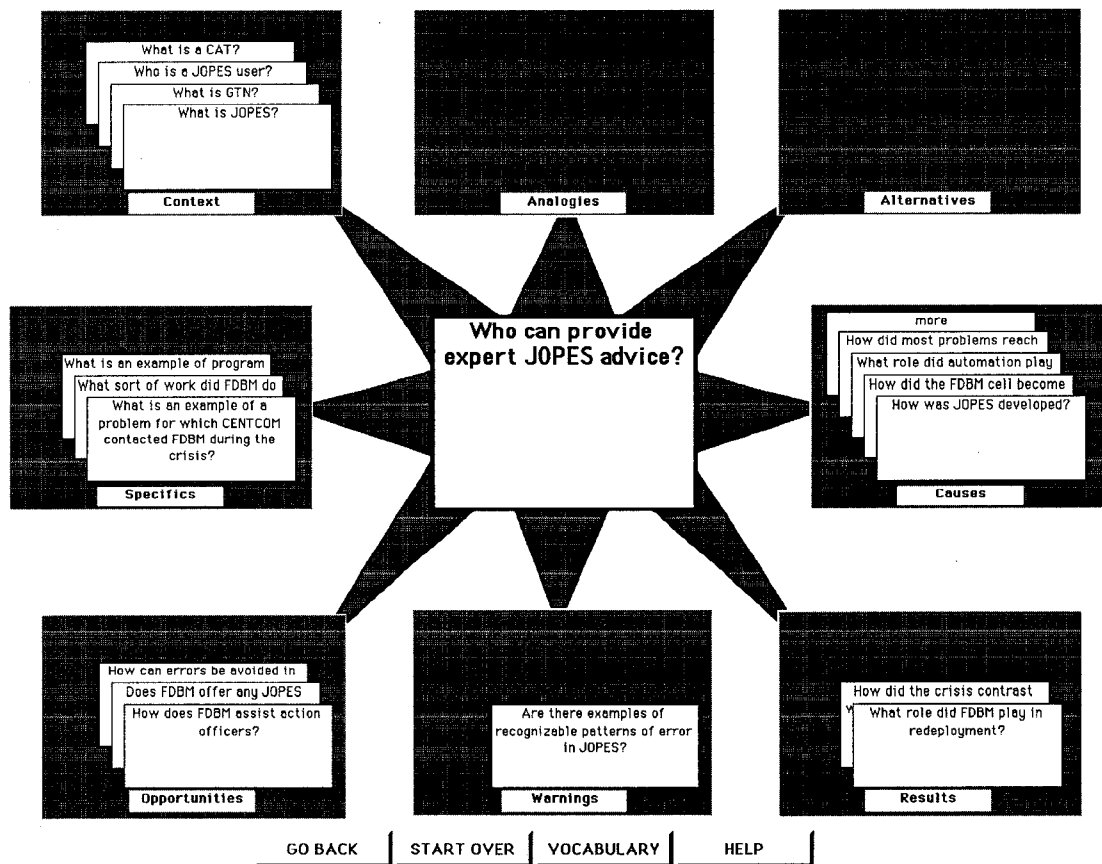 What is a CAT?
Who is a JOPES user?
What is GTN?
What is JOPES?
Context
Analogies
Alternatives
Who can provide
expert JOPES advice?
What is an example of program
What sort of work did FDBM do
What is an example of a
problem for which CENTCOM
contacted FDBM during the
crisis?
Specifics
more
How did most problems reach
What role did automation play
How did the FDBM cell become
How was JOPES developed?
Causes
How can errors be avoided in
Does FDBM offer any JOPES
How does FDBM assist action
officers?
Opportunities
Are there examples of
recognizable patterns of error
in JOPES?
Warnings
How did the crisis contrast
What role did FDBM play in
redeployment?
Results
GO BACK
START OVER
VOCABULARY
HELP